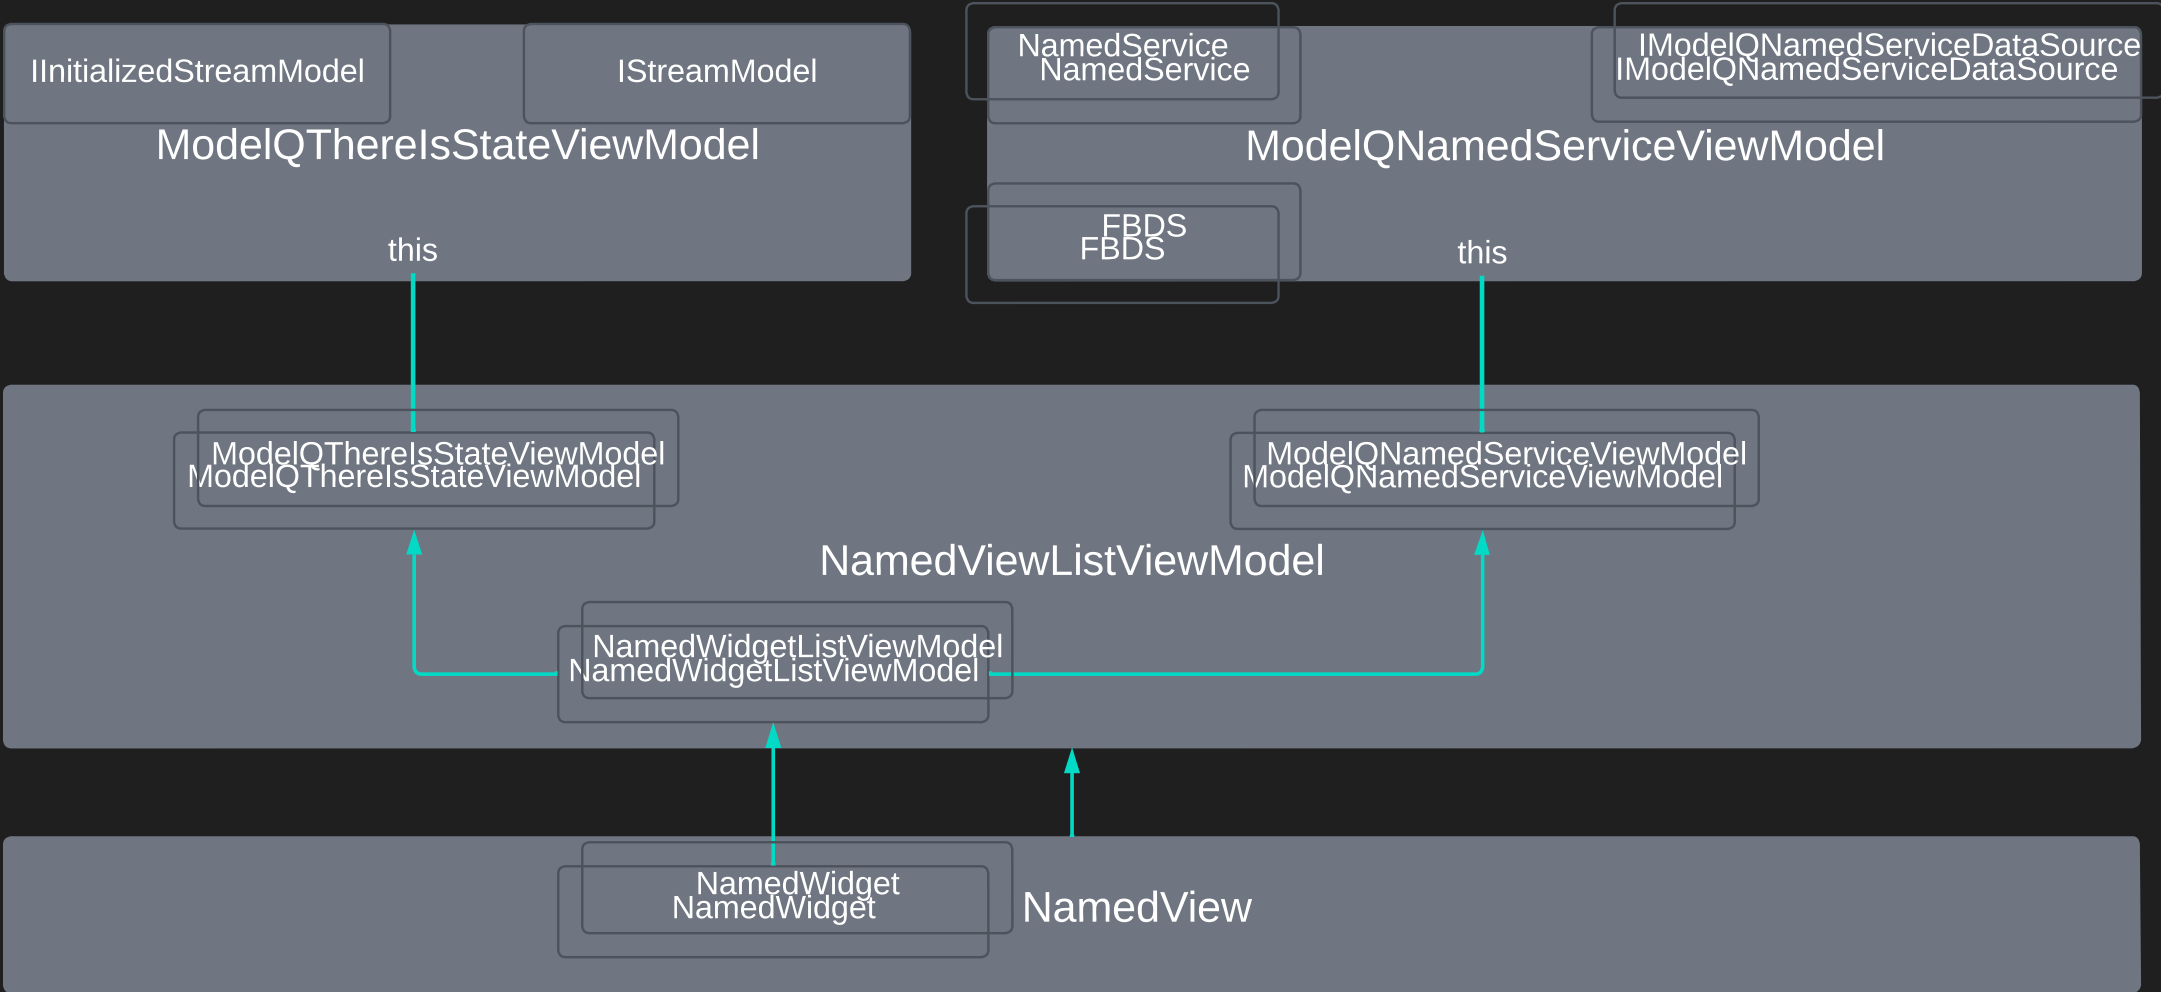 IInitializedStreamModel
IStreamModel
NamedService
NamedService
IModelQNamedServiceDataSource
IModelQNamedServiceDataSource
ModelQThereIsStateViewModel
ModelQNamedServiceViewModel
FBDS
FBDS
this
this
ModelQThereIsStateViewModel
ModelQThereIsStateViewModel
ModelQNamedServiceViewModel
ModelQNamedServiceViewModel
NamedViewListViewModel
NamedWidgetListViewModel
NamedWidgetListViewModel
NamedWidget
NamedWidget
NamedView